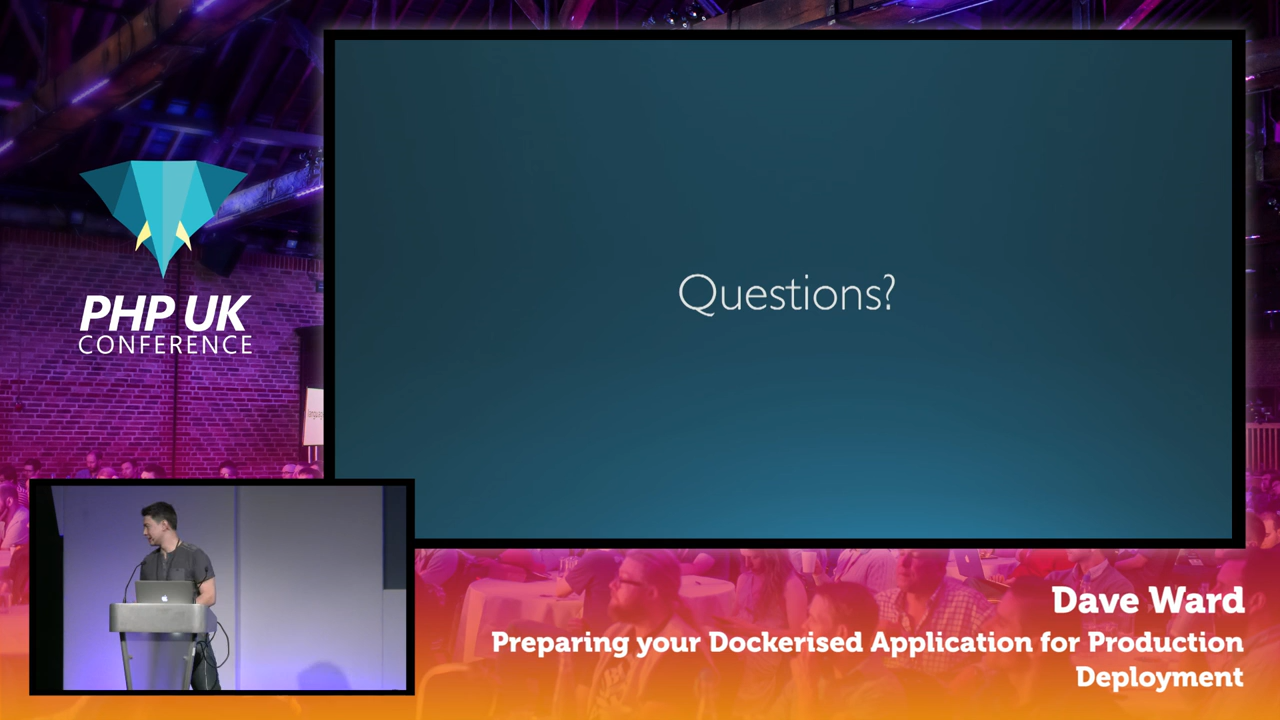 Questions?
PHP UK
CONFERENCE
Dave Ward
Preparing your Dockerised Application for Production
Deployment